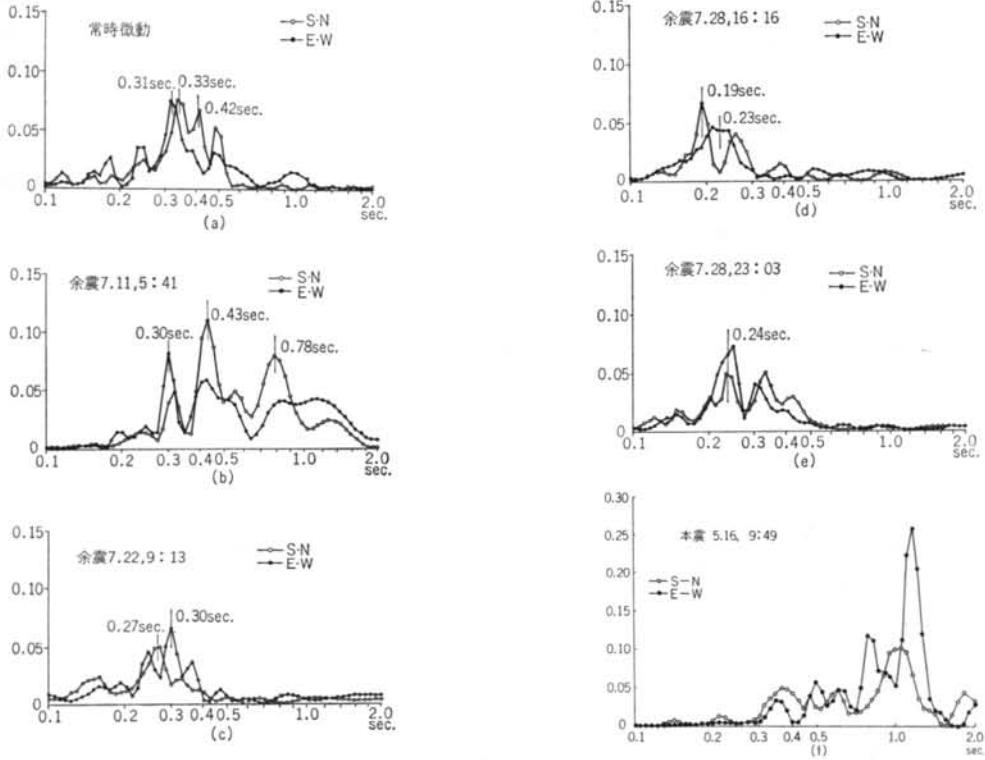 常時微動
S·N
E·W
0.15
0.10
0.05
0
0.31sec.
0.33sec.
0.42sec.
0.1 0.2 0.3 0.4 0.5 1.0 2.0
sec.
(a)
余震7.11,5：41
S·N
E·W
0.15
0.10
0.05
0
0.30sec.
0.43sec.
0.78sec.
0.1 0.2 0.3 0.4 0.5 1.0 2.0
sec.
(b)
余震7.22,9：13
S·N
E·W
0.15
0.10
0.05
0
0.27sec.
0.30sec.
0.1 0.2 0.3 0.4 0.5 1.0 2.0
sec.
(c)
余震7.28,16：16
S·N
E·W
0.15
0.10
0.05
0
0.19sec.
0.23sec.
0.1 0.2 0.3 0.4 0.5 1.0 2.0
sec.
(d)
余震7.28,23：03
S·N
E·W
0.15
0.10
0.05
0
0.24sec.
0.1 0.2 0.3 0.4 0.5 1.0 2.0
sec.
(e)
本震 5.16, 9:49
S−N
E−W
0.30
0.25
0.20
0.15
0.10
0.05
0
0.1 0.2 0.3 0.4 0.5 1.0 2.0
sec.
(f)